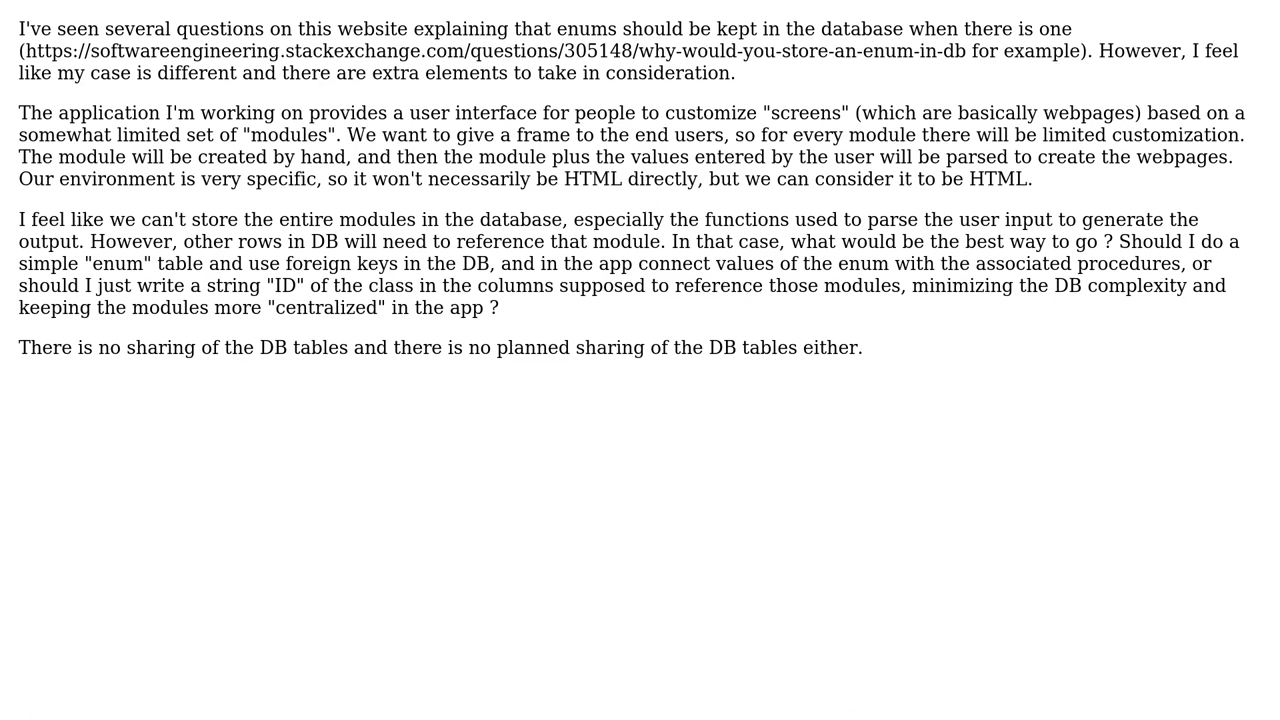 I've seen several questions on this website explaining that enums should be kept in the database when there is one
(https://softwareengineering.stackexchange.com/questions/305148/why-would-you-store-an-enum-in-db for example). However, I feel
like my case is different and there are extra elements to take in consideration.
The application I'm working on provides a user interface for people to customize "screens" (which are basically webpages) based on a
somewhat limited set of "modules". We want to give a frame to the end users, so for every module there will be limited customization.
The module will be created by hand, and then the module plus the values entered by the user will be parsed to create the webpages.
Our environment is very specific, so it won't necessarily be HTML directly, but we can consider it to be HTML.
I feel like we can't store the entire modules in the database, especially the functions used to parse the user input to generate the
output. However, other rows in DB will need to reference that module. In that case, what would be the best way to go ? Should I do a
simple "enum" table and use foreign keys in the DB, and in the app connect values of the enum with the associated procedures, or
should I just write a string "ID" of the class in the columns supposed to reference those modules, minimizing the DB complexity and
keeping the modules more "centralized" in the app ?
There is no sharing of the DB tables and there is no planned sharing of the DB tables either.